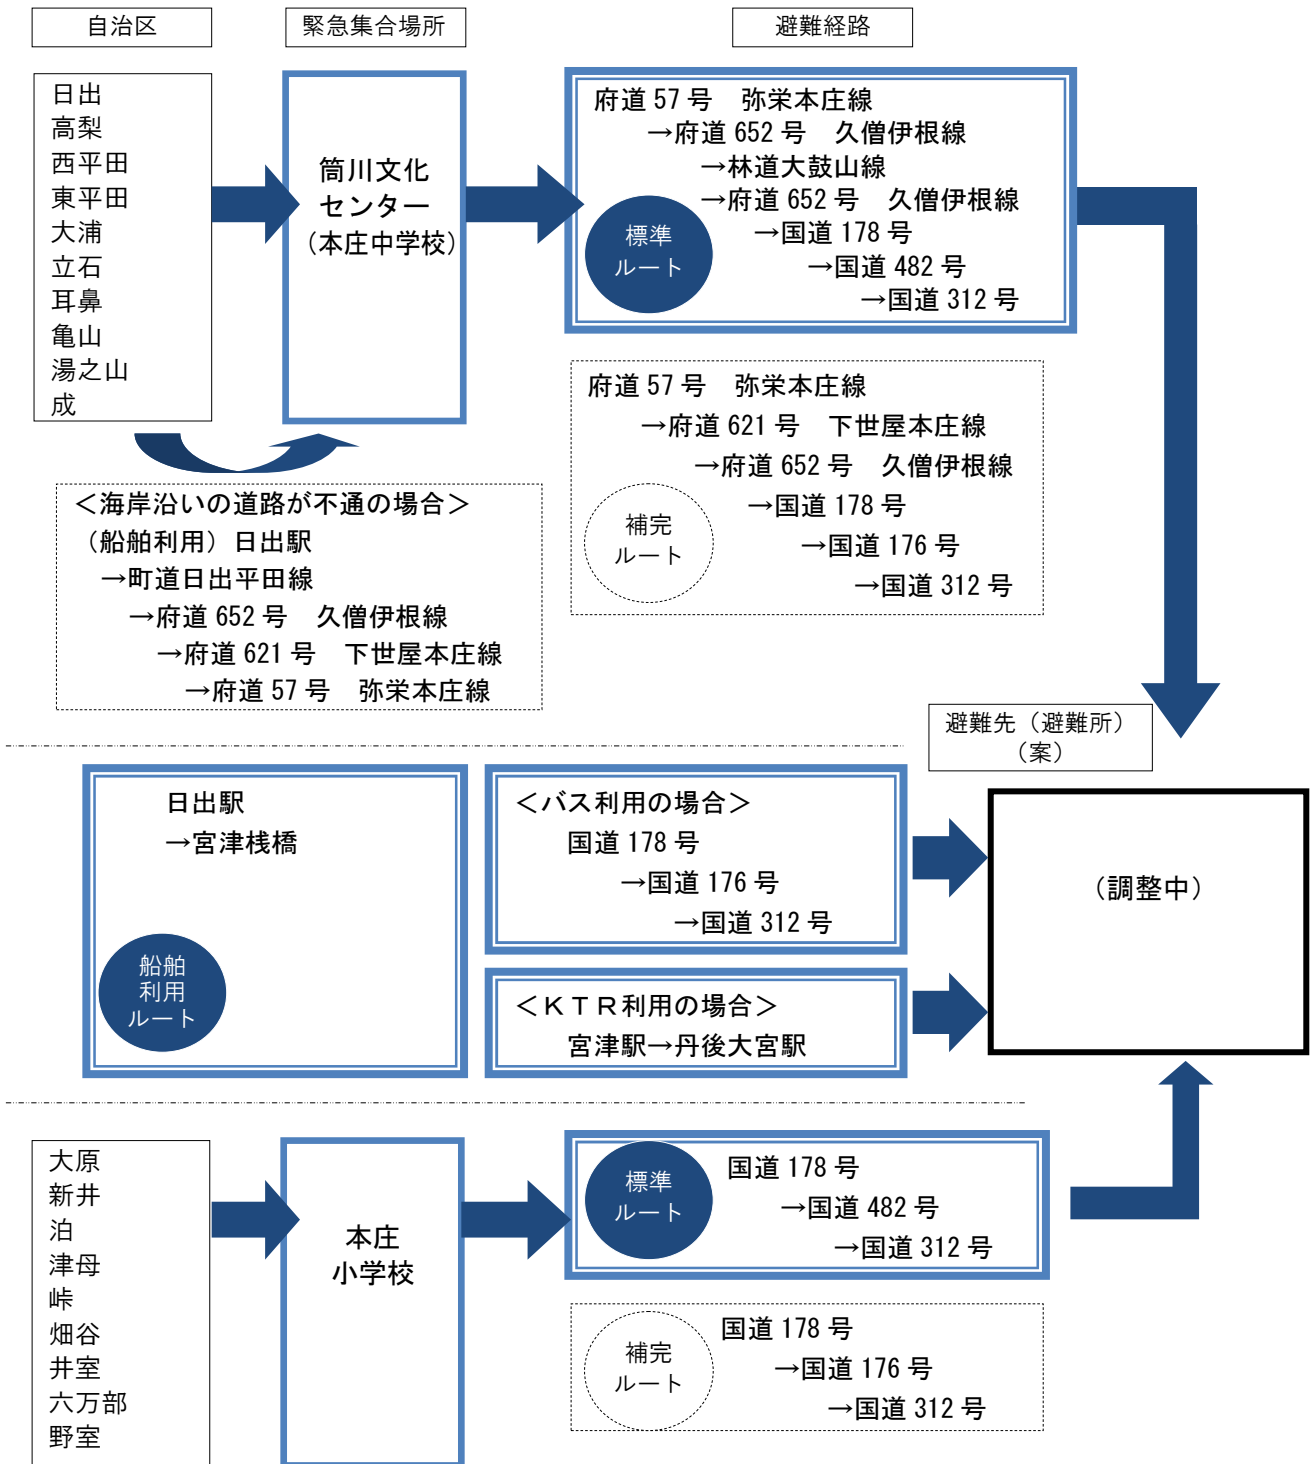 自治区
緊急集合場所
避難経路
日出
高梨
西平田
東平田
大浦
立石
耳鼻
亀山
湯之山
成
筒川文化
センター
（本庄中学校）
府道 57 号　弥栄本庄線
→府道 652 号　久僧伊根線
→林道大鼓山線
→府道 652 号　久僧伊根線
→国道 178 号
→国道 482 号
→国道 312 号
標準
ルート
府道 57 号　弥栄本庄線
→府道 621 号　下世屋本庄線
→府道 652 号　久僧伊根線
→国道 178 号
→国道 176 号
→国道 312 号
補完
ルート
＜海岸沿いの道路が不通の場合＞
（船舶利用）日出駅
→町道日出平田線
→府道 652 号　久僧伊根線
→府道 621 号　下世屋本庄線
→府道 57 号　弥栄本庄線
避難先（避難所）
（案）
日出駅
→宮津桟橋
船舶
利用
ルート
＜バス利用の場合＞
国道 178 号
→国道 176 号
→国道 312 号
＜ＫＴＲ利用の場合＞
宮津駅→丹後大宮駅
（調整中）
大原
新井
泊
津母
峠
畑谷
井室
六万部
野室
本庄
小学校
標準
ルート
国道 178 号
→国道 482 号
→国道 312 号
補完
ルート
国道 178 号
→国道 176 号
→国道 312 号